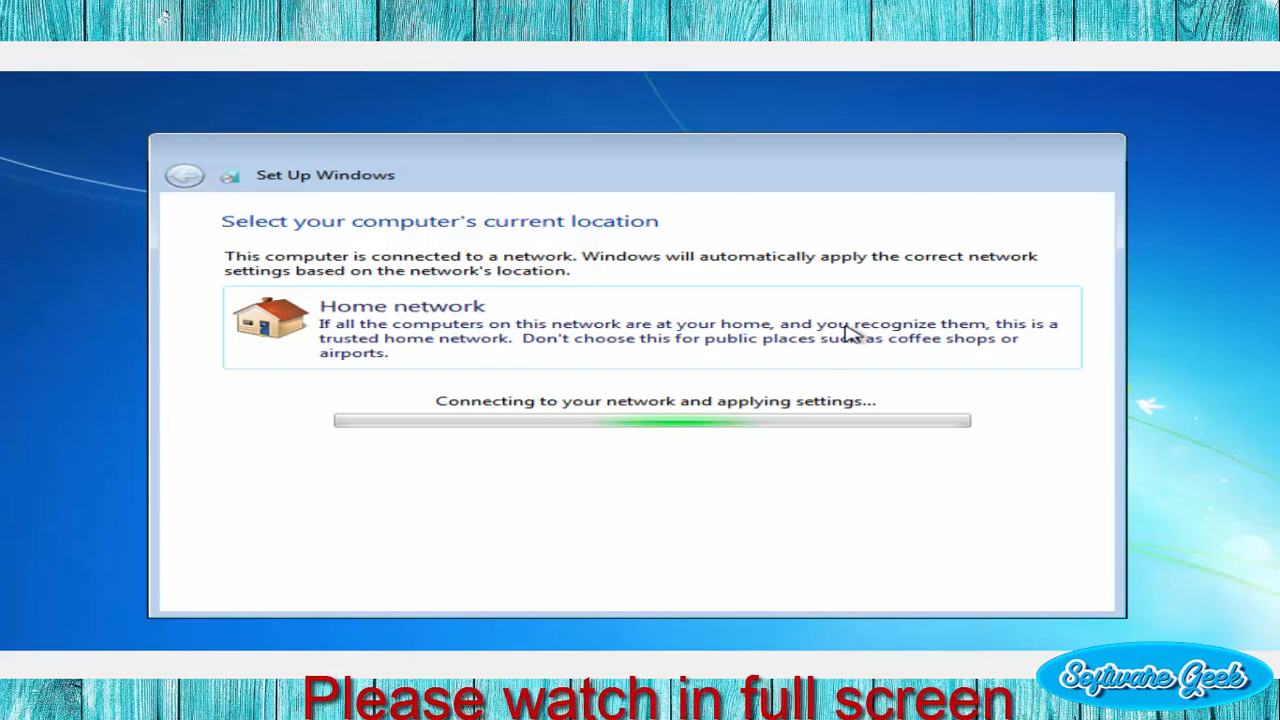 Set Up Windows
Select your computer's current location
This computer is connected to a network. Windows will automatically apply the correct network
settings based on the network's location.
Home network
If all the computers on this network are at your home, and you recognize them, this is a
trusted home network. Don't choose this for public places such as coffee shops or
airports.
Connecting to your network and applying settings...
Software Geek
Please watch in full screen